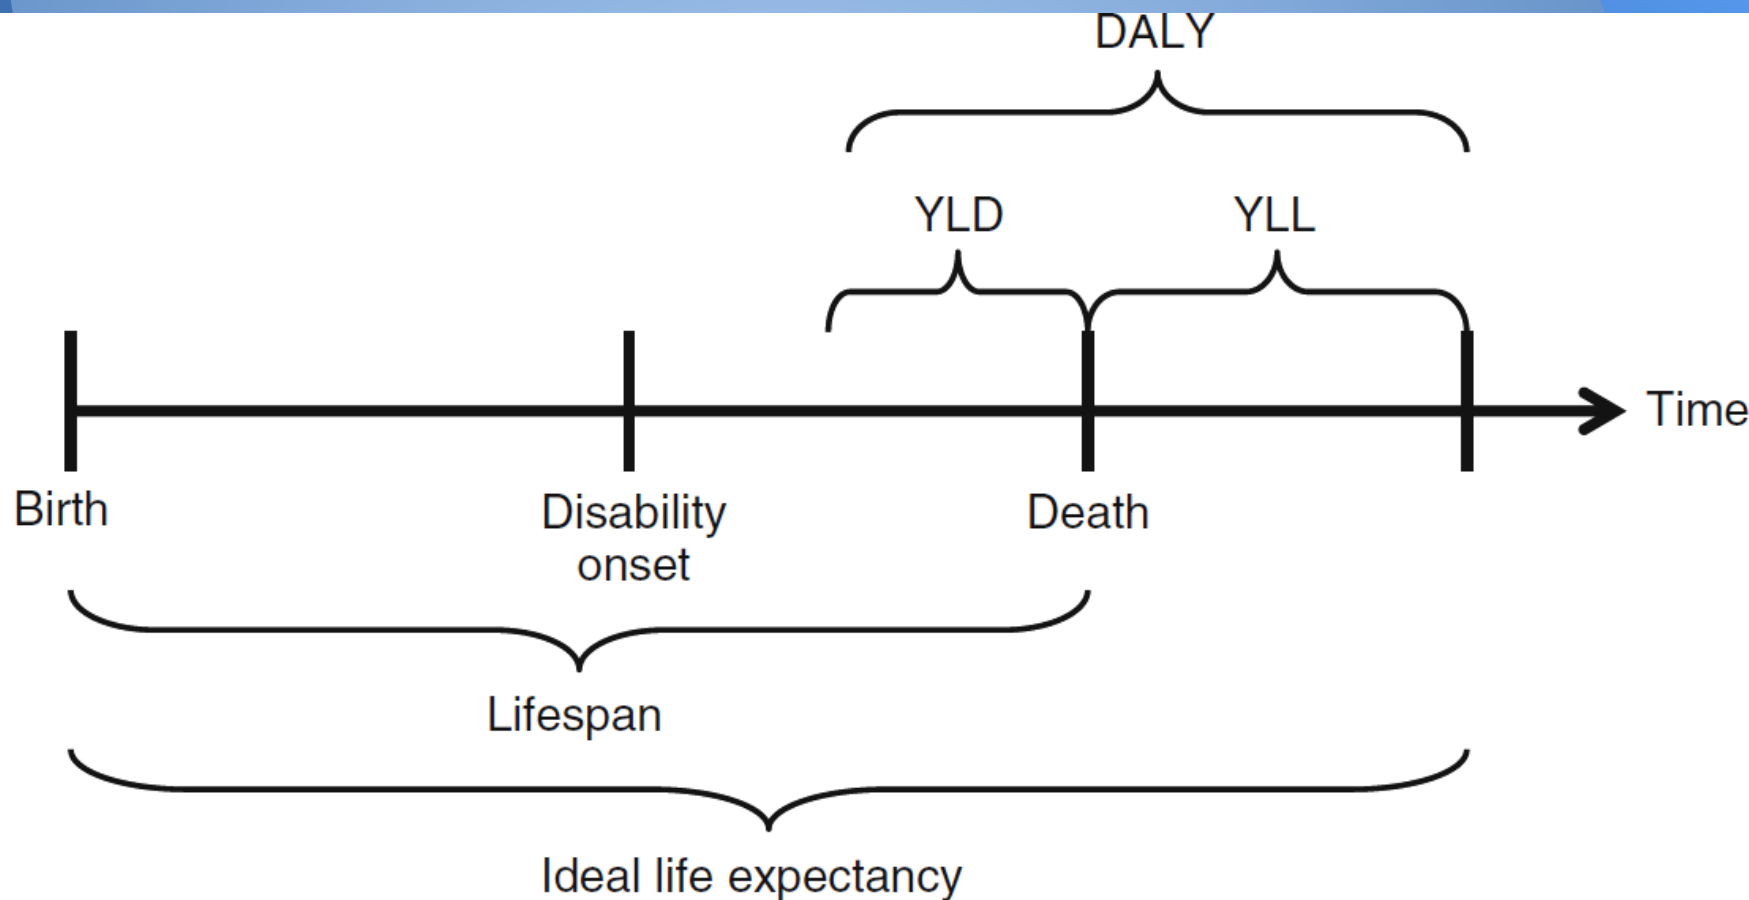 DALY
YLD
YLL
Time
Birth
Disability
onset
Death
Lifespan
Ideal life expectancy